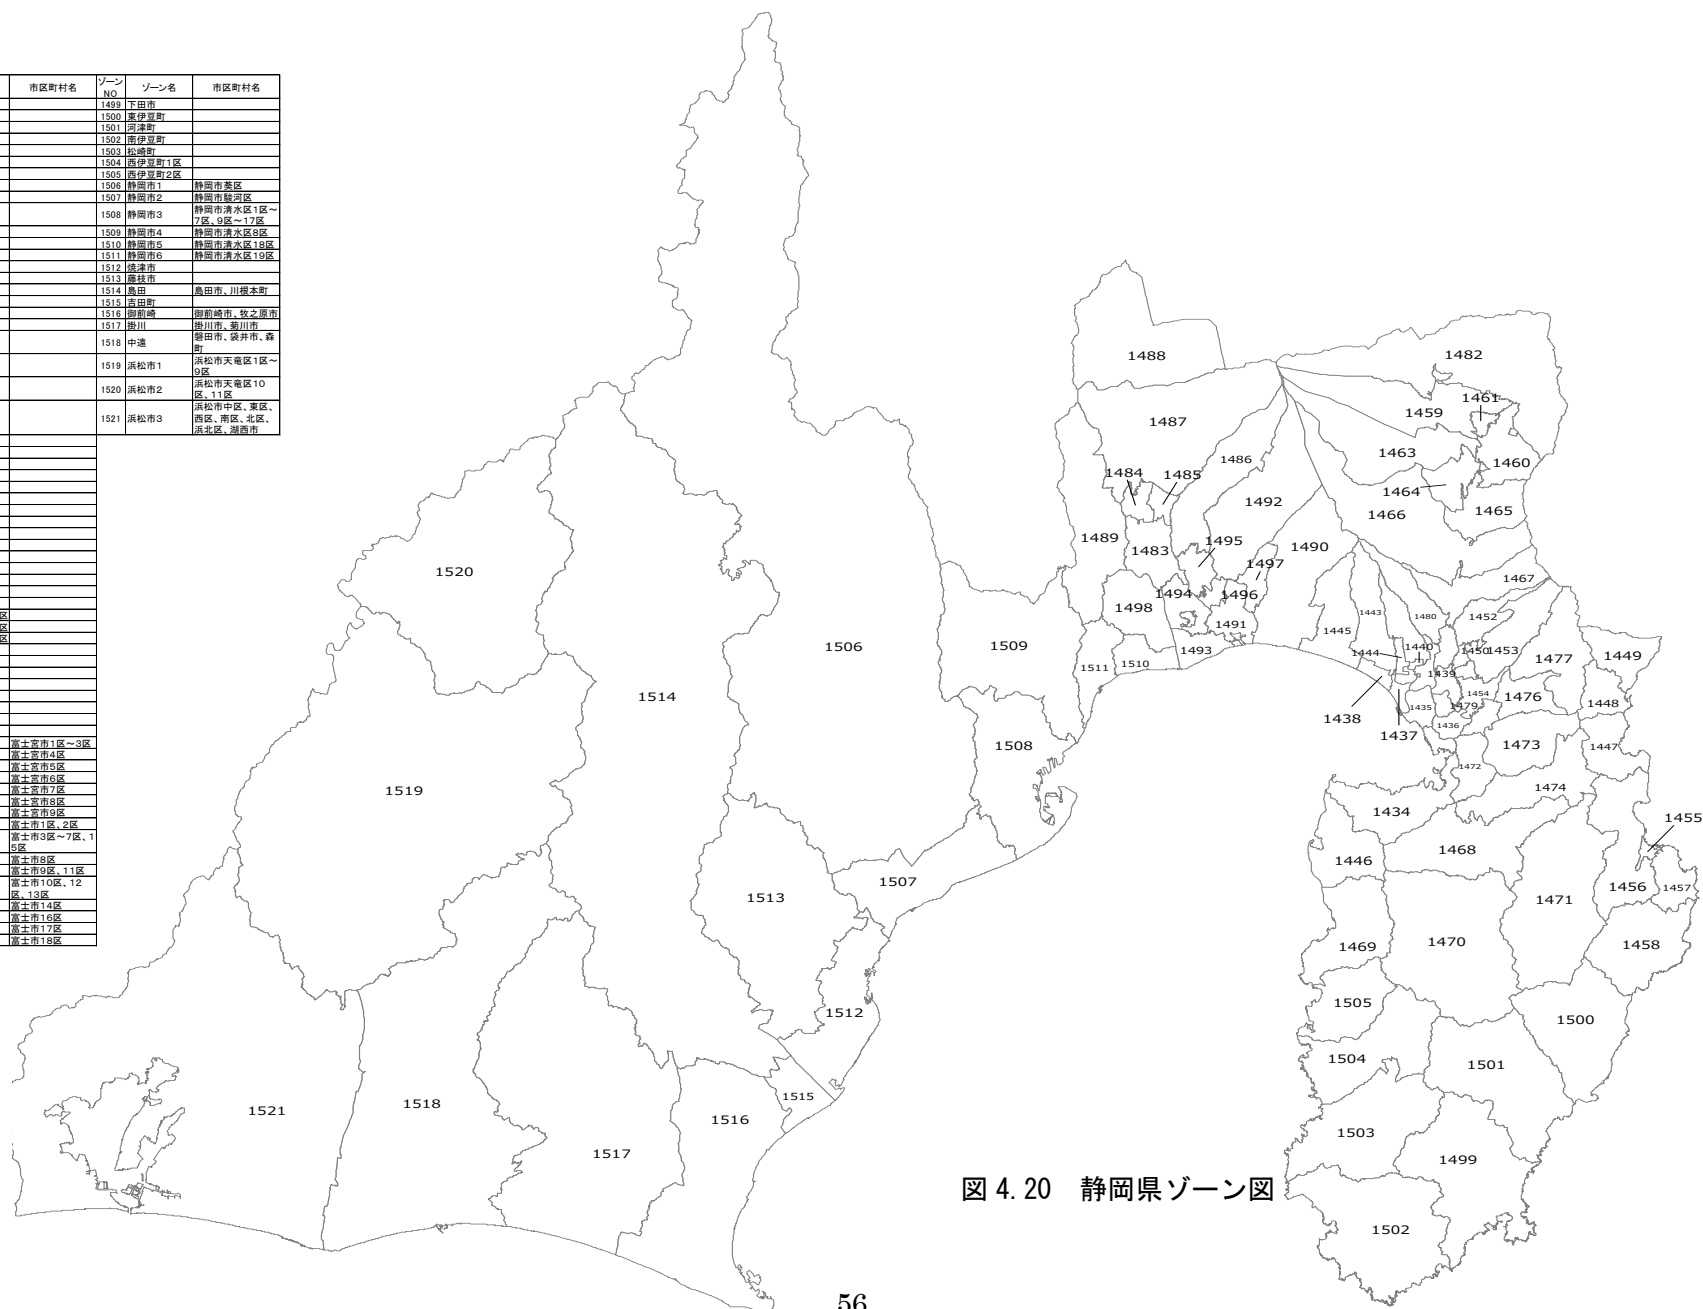 市区町村名 ゾーンNO ゾーン名 市区町村名
1499 下田市
1500 東伊豆町
1501 河津町
1502 南伊豆町
1503 松崎町
1504 西伊豆町1区
1505 西伊豆町2区
1506 静岡市1 静岡市葵区
1507 静岡市2 静岡市駿河区
1508 静岡市3 静岡市清水区1区～
7区、9区～17区
1509 静岡市4 静岡市清水区8区
1510 静岡市5 静岡市清水区18区
1511 静岡市6 静岡市清水区19区
1512 焼津市
1513 藤枝市
1514 島田 島田市、川根本町
1515 吉田町
1516 御前崎 御前崎市、牧之原市
1517 掛川 掛川市、菊川市
1518 中遠 磐田市、袋井市、森
町
1519 浜松市1 浜松市天竜区1区～
9区
1520 浜松市2 浜松市天竜区10
区、11区
1521 浜松市3 浜松市中区、東区、
西区、南区、北区、
浜北区、湖西市
区
区
区
富士宮市1区～3区
富士宮市4区
富士宮市5区
富士宮市6区
富士宮市7区
富士宮市8区
富士宮市9区
富士市1区、2区
富士市3区～7区、1
5区
富士市8区
富士市9区、11区
富士市10区、12
区、13区
富士市14区
富士市16区
富士市17区
富士市18区
1488
1482
1487
1459
1461
1486
1463
1460
1484
1485
1464
1492
1465
1466
1489
1483
1495
1490
1497
1467
1494
1496
1498
1443
1480
1452
1491
1445
1520
1506
1509
1511
1510
1493
1444
1440
1450
1453
1477
1449
1439
1454
1476
1448
1514
1438
1437
1435
1479
1436
1508
1473
1447
1472
1519
1474
1434
1455
1446
1468
1507
1513
1456
1457
1471
1469
1470
1458
1505
1512
1500
1504
1501
1515
1521
1518
1516
1503
1517
1499
1502
図 4.20 静岡県ゾーン図
56